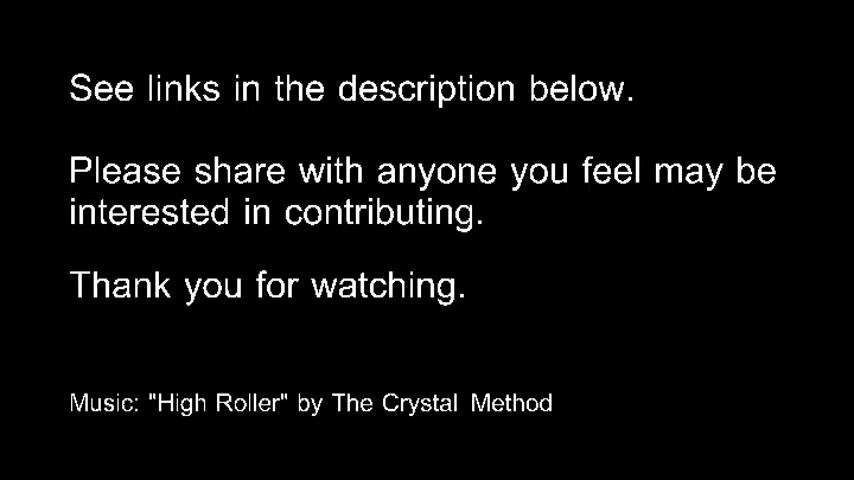 See links in the description below.
Please share with anyone you feel may be
interested in contributing.
Thank you for watching.
Music: "High Roller" by The Crystal Method